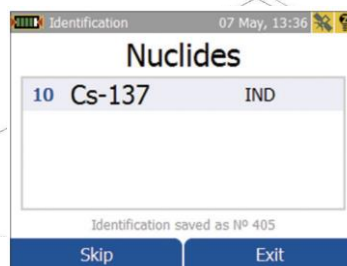 Identification 07 May, 13:36
Nuclides
10 Cs-137 IND
Identification saved as Nº 405
Skip Exit